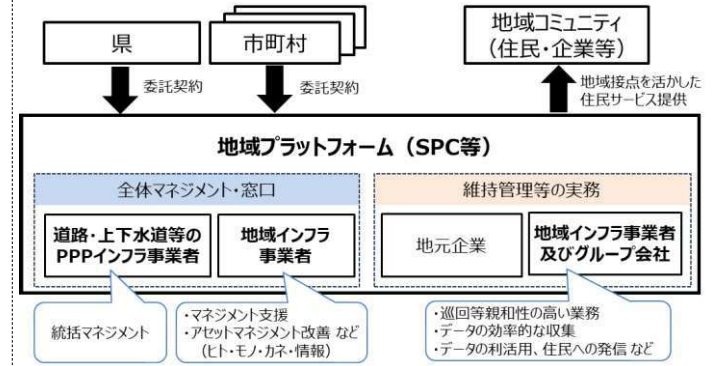 県
市町村
地域コミュニティ
（住民・企業等）
委託契約
委託契約
地域接点を活かした
住民サービス提供
地域プラットフォーム（SPC等）
全体マネジメント・窓口
維持管理等の実務
道路・上下水道等の
PPPインフラ事業者
地域インフラ
事業者
地元企業
地域インフラ事業者
及びグループ会社
統括マネジメント
・マネジメント支援
・アセットマネジメント改善 など
（ヒト・モノ・カネ・情報）
・巡回等親和性の高い業務
・データの効率的な収集
・データの利活用、住民への発信 など